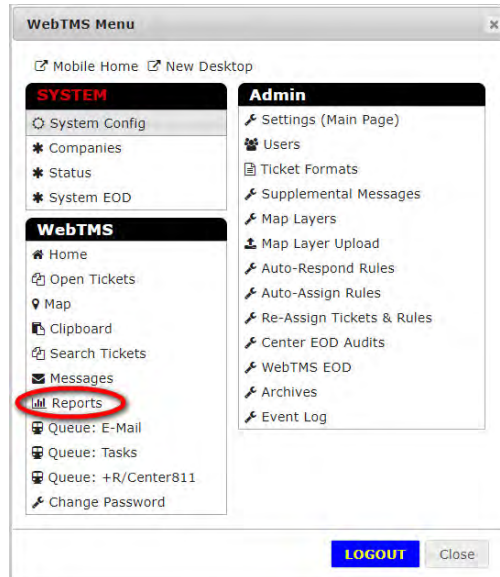 WebTMS Menu
Mobile Home New Desktop
SYSTEM
System Config
Companies
Status
System EOD
WebTMS
Home
Open Tickets
Map
Clipboard
Search Tickets
Messages
Reports
Queue: E-Mail
Queue: Tasks
Queue: +R/Center811
Change Password
Admin
Settings (Main Page)
Users
Ticket Formats
Supplemental Messages
Map Layers
Map Layer Upload
Auto-Respond Rules
Auto-Assign Rules
Re-Assign Tickets & Rules
Center EOD Audits
WebTMS EOD
Archives
Event Log
LOGOUT Close